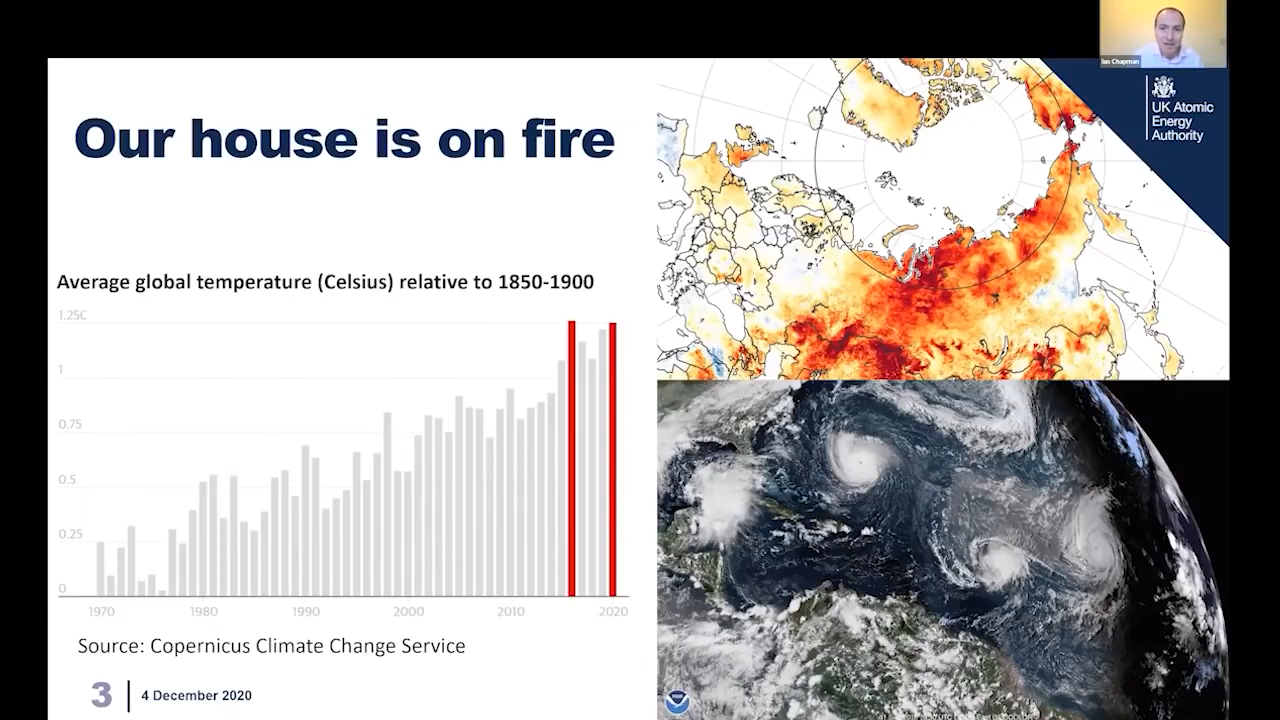 Ian Chapman
UK Atomic
Energy
Authority
Our house is on fire
Average global temperature (Celsius) relative to 1850-1900
1.25C
1
0.75
0.5
0.25
0
1970 1980 1990 2000 2010 2020
Source: Copernicus Climate Change Service
3
4 December 2020